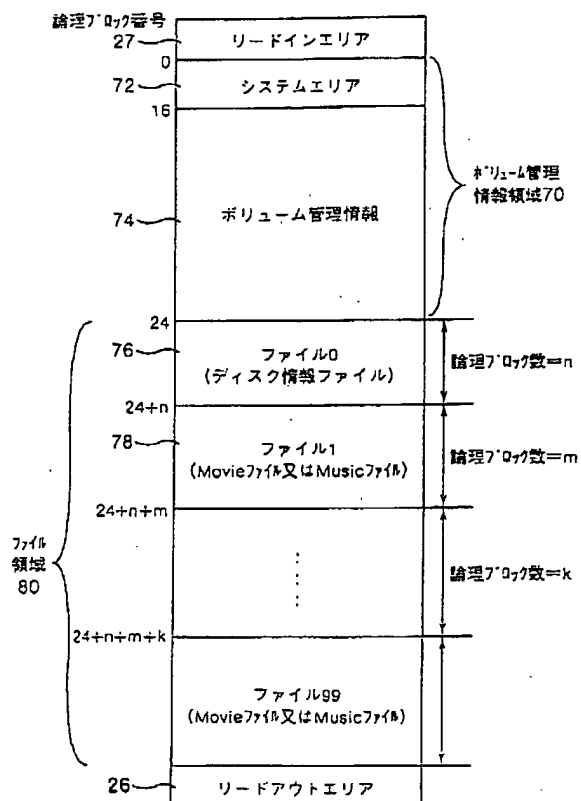 論理ブロック番号
27
リードインエリア
0
72
システムエリア
16
74
ボリューム管理情報
ボリューム管理
情報領域70
24
76
ファイル0
(ディスク情報ファイル)
論理ブロック数=n
24+n
78
ファイル1
(Movieファイル又はMusicファイル)
論理ブロック数=m
24+n+m
ファイル
領域
80
論理ブロック数=k
24+n+m+k
ファイル99
(Movieファイル又はMusicファイル)
26
リードアウトエリア